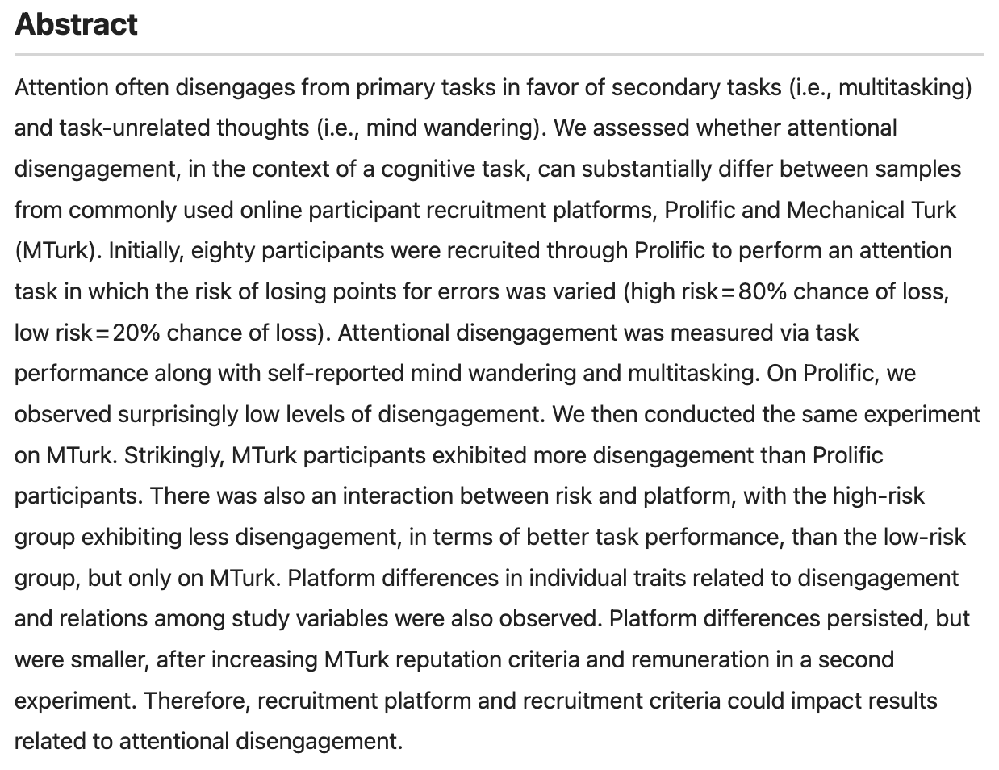 Abstract
Attention often disengages from primary tasks in favor of secondary tasks (i.e., multitasking)
and task-unrelated thoughts (i.e., mind wandering). We assessed whether attentional
disengagement, in the context of a cognitive task, can substantially differ between samples
from commonly used online participant recruitment platforms, Prolific and Mechanical Turk
(MTurk). Initially, eighty participants were recruited through Prolific to perform an attention
task in which the risk of losing points for errors was varied (high risk = 80% chance of loss,
low risk = 20% chance of loss). Attentional disengagement was measured via task
performance along with self-reported mind wandering and multitasking. On Prolific, we
observed surprisingly low levels of disengagement. We then conducted the same experiment
on MTurk. Strikingly, MTurk participants exhibited more disengagement than Prolific
participants. There was also an interaction between risk and platform, with the high-risk
group exhibiting less disengagement, in terms of better task performance, than the low-risk
group, but only on MTurk. Platform differences in individual traits related to disengagement
and relations among study variables were also observed. Platform differences persisted, but
were smaller, after increasing MTurk reputation criteria and remuneration in a second
experiment. Therefore, recruitment platform and recruitment criteria could impact results
related to attentional disengagement.